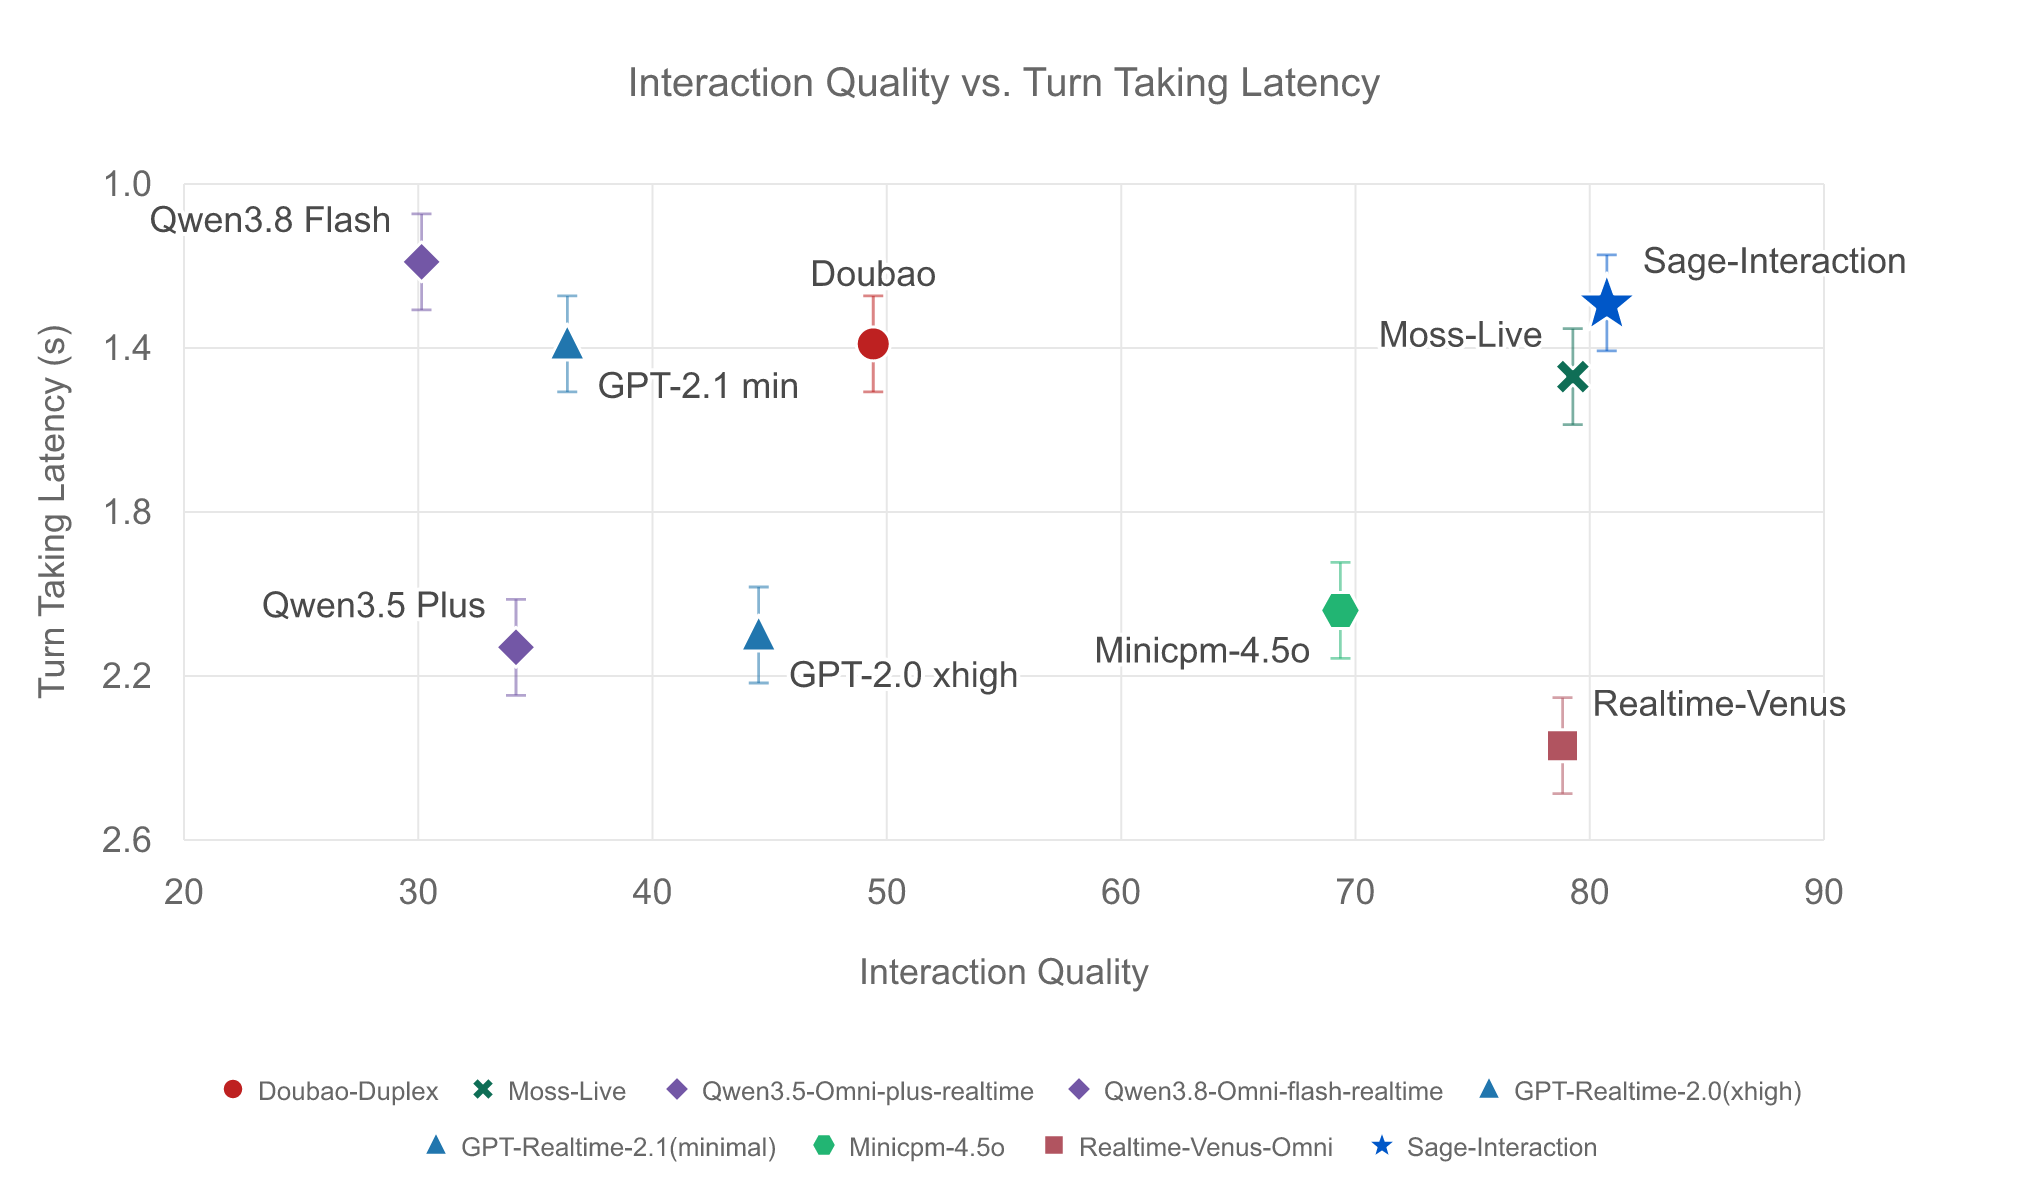 Interaction Quality vs. Turn Taking Latency
1.0
Qwen3.8 Flash
Sage-Interaction
Doubao
Moss-Live
1.4
GPT-2.1 min
Turn Taking Latency (s)
1.8
Qwen3.5 Plus
Minicpm-4.5o
2.2
GPT-2.0 xhigh
Realtime-Venus
2.6
20 30 40 50 60 70 80 90
Interaction Quality
Doubao-Duplex Moss-Live Qwen3.5-Omni-plus-realtime Qwen3.8-Omni-flash-realtime GPT-Realtime-2.0(xhigh)
GPT-Realtime-2.1(minimal) Minicpm-4.5o Realtime-Venus-Omni Sage-Interaction